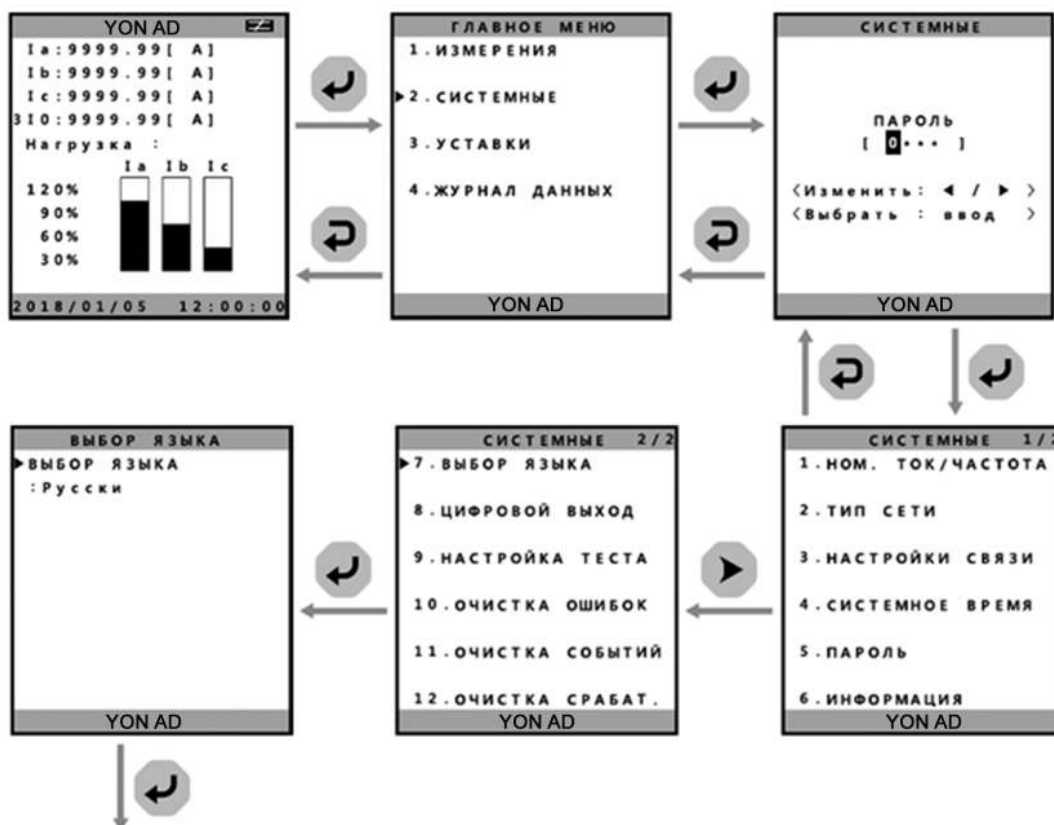 YON AD
Ia:9999.99[ A]
Ib:9999.99[ A]
Ic:9999.99[ A]
3I0:9999.99[ A]
Нагрузка :
Ia Ib Ic
120%
90%
60%
30%
2018/01/05 12:00:00
ГЛАВНОЕ МЕНЮ
1.ИЗМЕРЕНИЯ
2.СИСТЕМНЫЕ
3.УСТАВКИ
4.ЖУРНАЛ ДАННЫХ
YON AD
СИСТЕМНЫЕ
ПАРОЛЬ
[ 0••• ]
<Изменить: ◀ / ▶ >
<Выбрать : ввод >
YON AD
ВЫБОР ЯЗЫКА
▶ВЫБОР ЯЗЫКА
:Русски
YON AD
СИСТЕМНЫЕ 2/2
▶7.ВЫБОР ЯЗЫКА
8.ЦИФРОВОЙ ВЫХОД
9.НАСТРОЙКА ТЕСТА
10.ОЧИСТКА ОШИБОК
11.ОЧИСТКА СОБЫТИЙ
12.ОЧИСТКА СРАБАТ.
YON AD
СИСТЕМНЫЕ 1/2
1.НОМ. ТОК/ЧАСТОТА
2.ТИП СЕТИ
3.НАСТРОЙКИ СВЯЗИ
4.СИСТЕМНОЕ ВРЕМЯ
5.ПАРОЛЬ
6.ИНФОРМАЦИЯ
YON AD